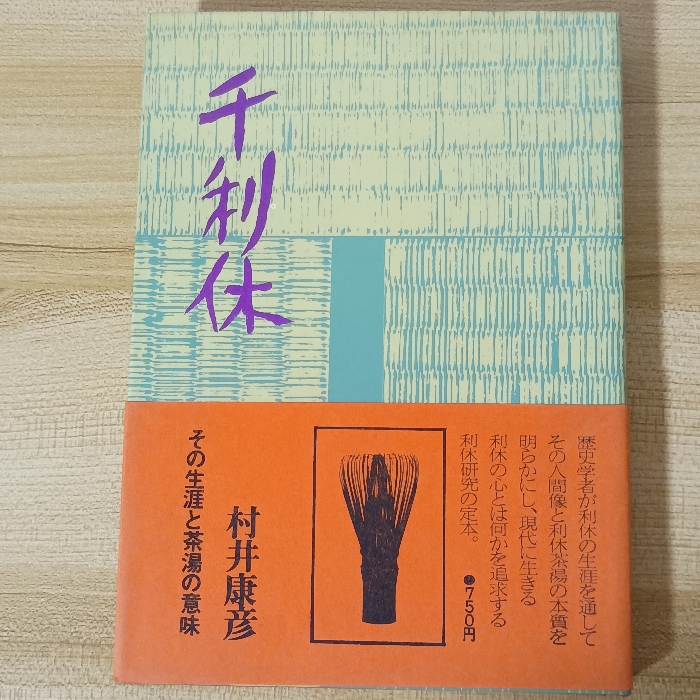 千利休
歴史学者が利休の生涯を通して
その人間像と利休茶湯の本質を
明らかにし、現代に生きる
利休の心とは何かを追求する
利休研究の定本。
●750円
村井康彦
その生涯と茶湯の意味